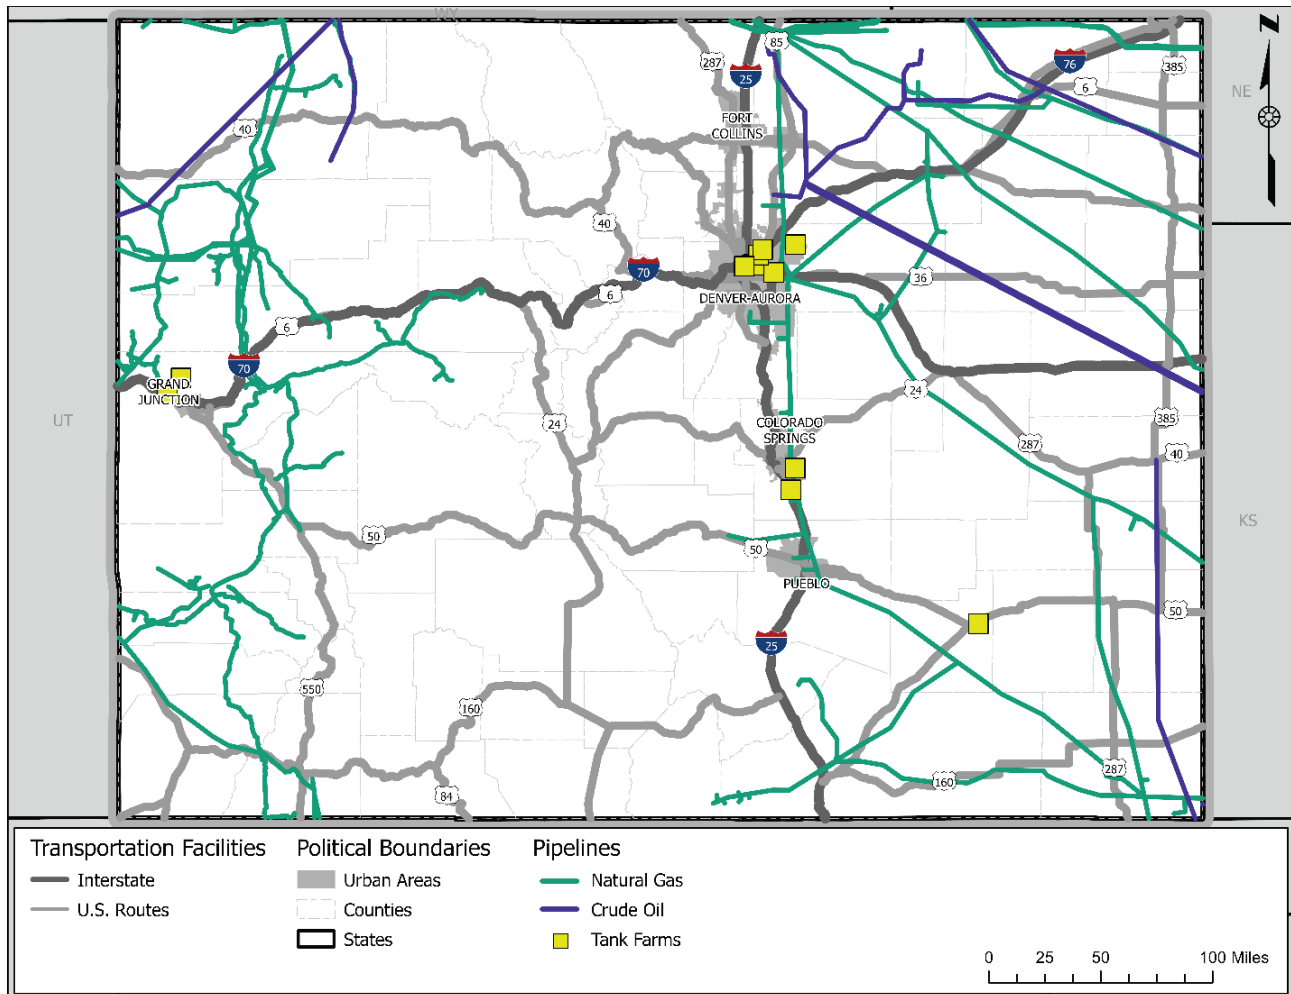 WY
N
85
287
25
76
385
6
NE
FORT
COLLINS
40
40
70
36
6
DENVER-AURORA
6
70
GRAND
JUNCTION
UT
24
24
COLORADO
SPRINGS
385
287
40
50
50
KS
PUEBLO
50
25
550
160
84
160
287
Transportation Facilities
Interstate
U.S. Routes
Political Boundaries
Urban Areas
Counties
States
Pipelines
Natural Gas
Crude Oil
Tank Farms
0 25 50 100 Miles